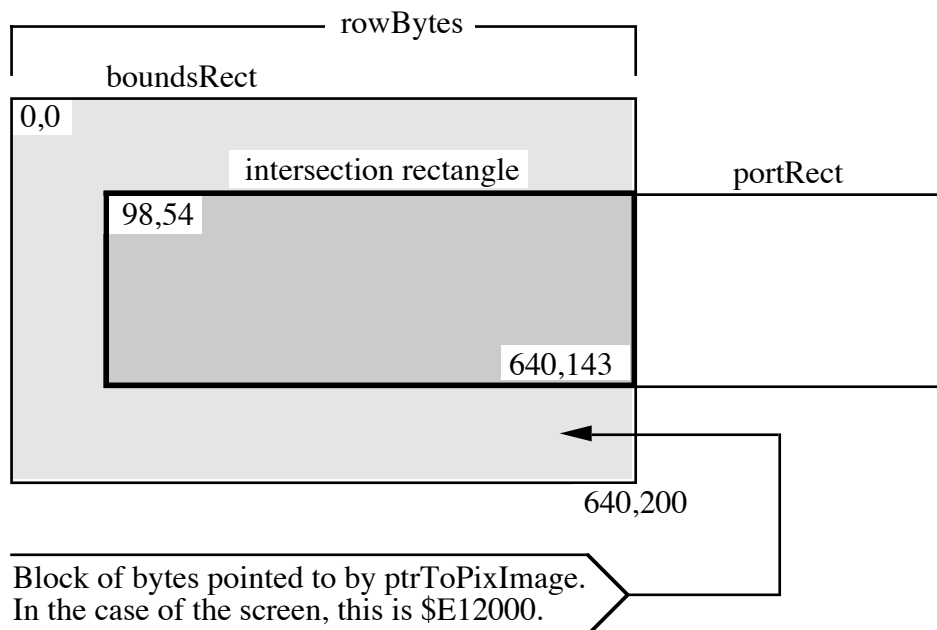 rowBytes
boundsRect
0,0
intersection rectangle
portRect
98,54
640,143
640,200
Block of bytes pointed to by ptrToPixImage.
In the case of the screen, this is $E12000.